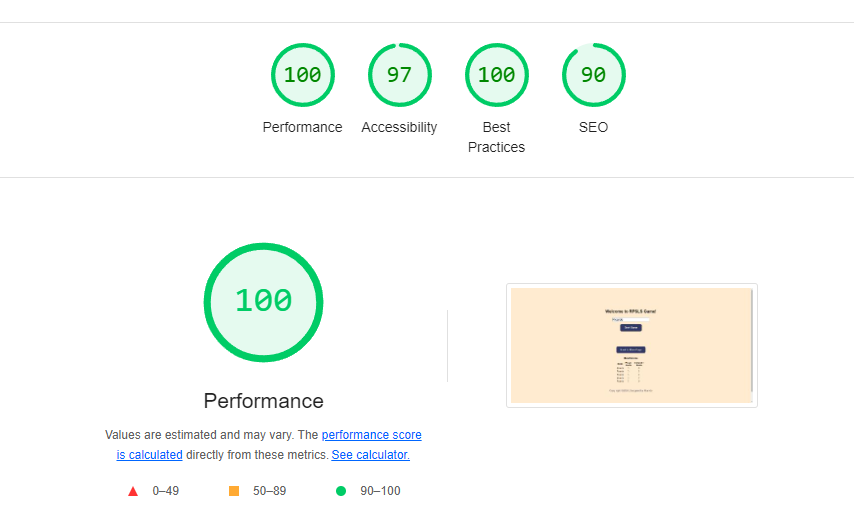 100 97 100 90
Performance Accessibility Best Practices SEO
100
Performance
Values are estimated and may vary. The performance score
is calculated directly from these metrics. See calculator.
0–49 50–89 90–100
Welcome to RPSLS Game!